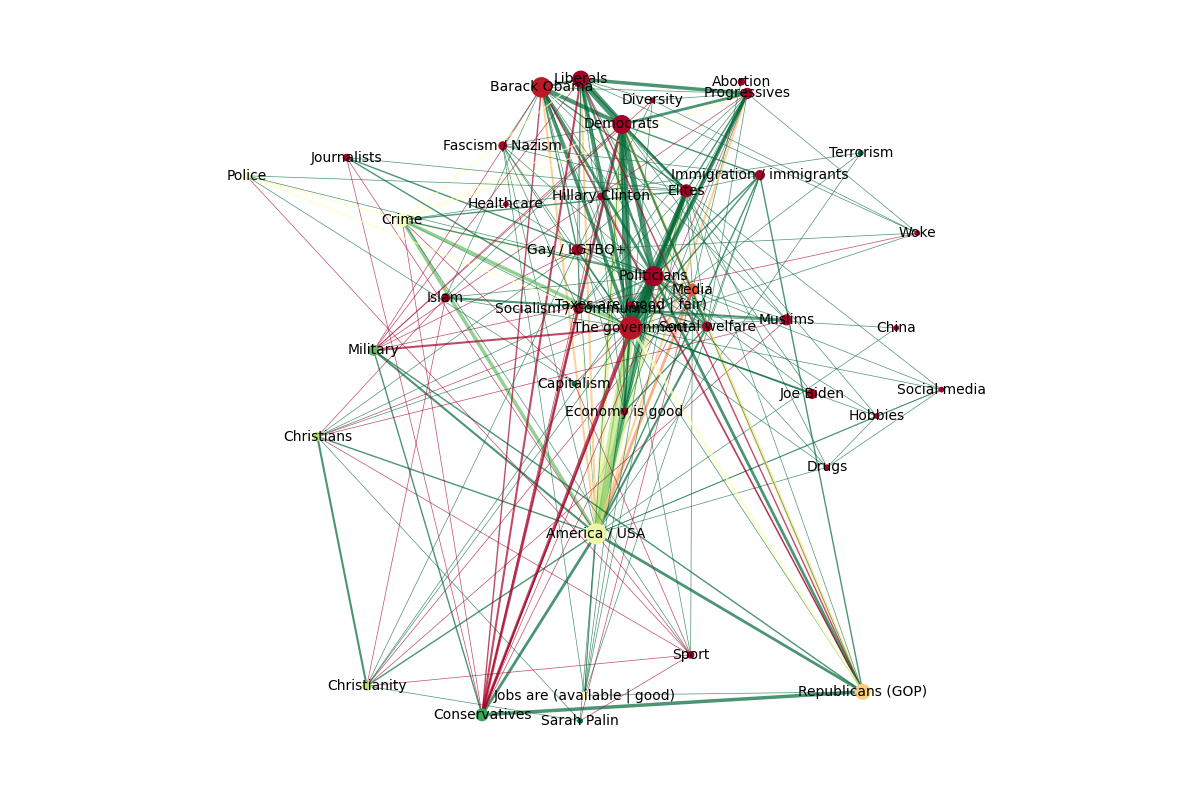 Liberals
Abortion
Barack Obama
Progressives
Diversity
Democrats
Fascism / Nazism
Terrorism
Journalists
Immigration / immigrants
Police
Elites
Hillary Clinton
Healthcare
Crime
Woke
Gay / LGTBQ+
Politicians
Media
Islam
Taxes are (good | fair)
Socialism / Communism
Muslims
The government
Social welfare
China
Military
Capitalism
Social media
Joe Biden
Economy is good
Hobbies
Christians
Drugs
America / USA
Sport
Christianity
Republicans (GOP)
Jobs are (available | good)
Conservatives
Sarah Palin